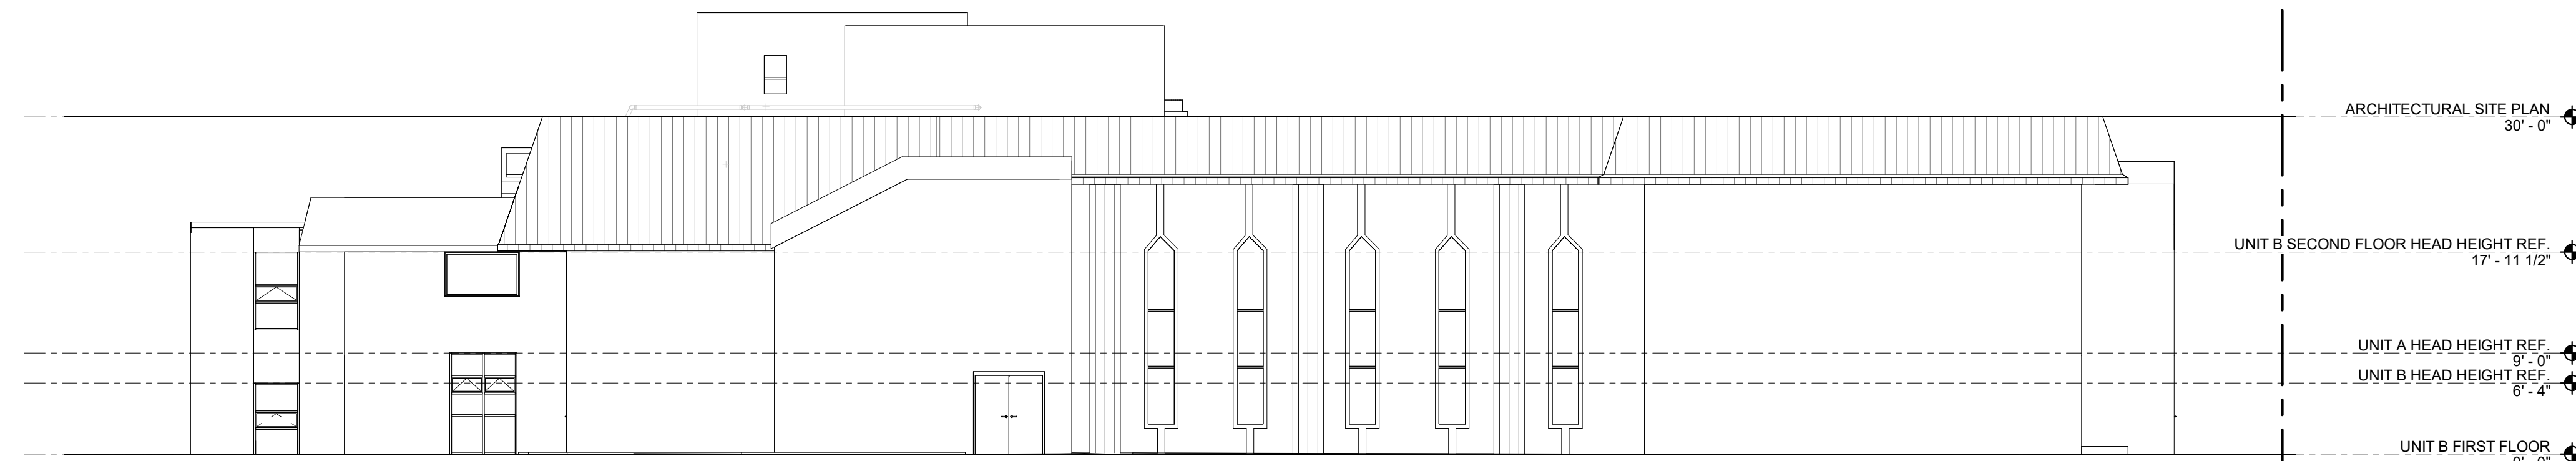 ARCHITECTURAL SITE PLAN
30' - 0"
UNIT B SECOND FLOOR HEAD HEIGHT REF.
17' - 11 1/2"
UNIT A HEAD HEIGHT REF.
9' - 0"
UNIT B HEAD HEIGHT REF.
6' - 4"
UNIT B FIRST FLOOR